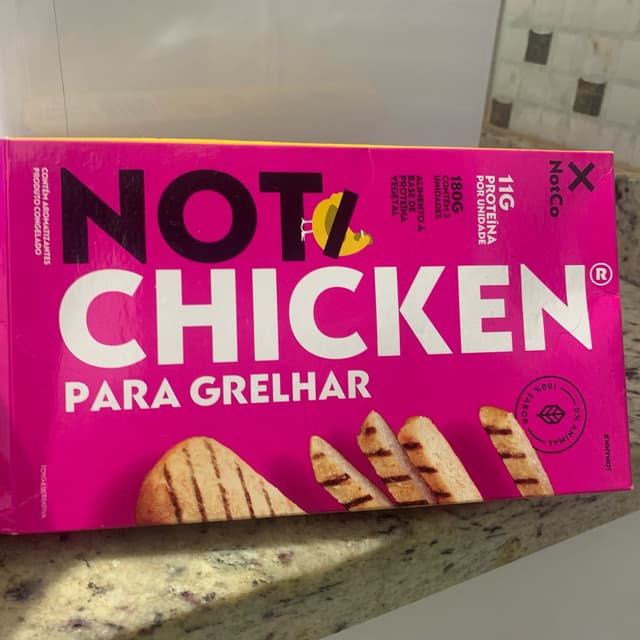 NOT
CHICKEN®
PARA GRELHAR
CONTÉM AROMATIZANTES
PRODUTO CONGELADO
ALIMENTO À
BASE DE
PROTEÍNA
VEGETAL
180G
CONTÉM 2
UNIDADES
11G
PROTEÍNA
POR UNIDADE
NotCo
100% SABOR
0% ANIMAL
#WHYNOT